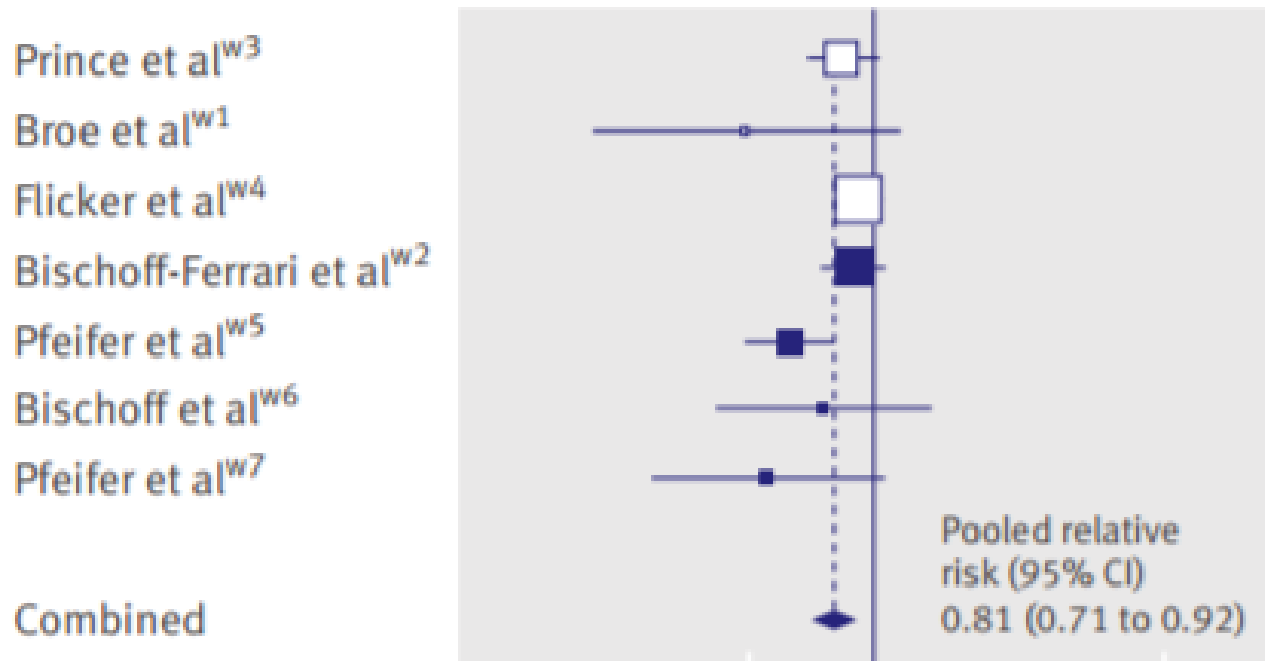 Prince et al^w3
Broe et al^w1
Flicker et al^w4
Bischoff-Ferrari et al^w2
Pfeifer et al^w5
Bischoff et al^w6
Pfeifer et al^w7
Pooled relative
risk (95% CI)
Combined
0.81 (0.71 to 0.92)